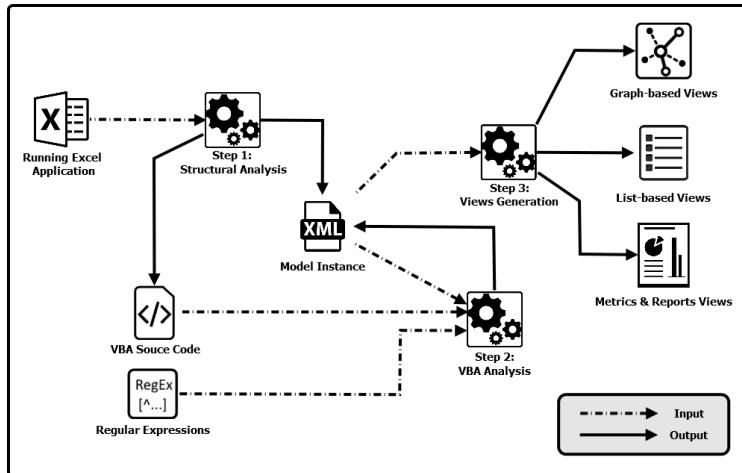 X
Running Excel
Application
Step 1:
Structural Analysis
XML
Model Instance
</>
VBA Souce Code
RegEx
[^...]
Regular Expressions
Step 2:
VBA Analysis
Step 3:
Views Generation
Graph-based Views
List-based Views
Metrics & Reports Views
Input
Output